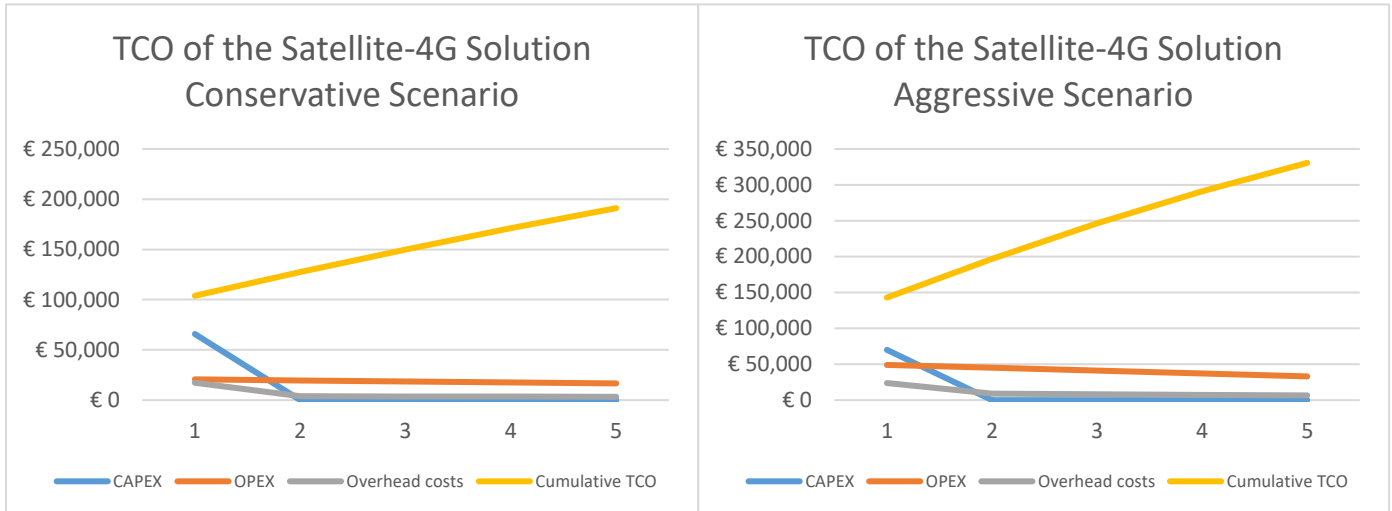 TCO of the Satellite-4G Solution
Conservative Scenario
€ 250,000
€ 200,000
€ 150,000
€ 100,000
€ 50,000
€ 0
1 2 3 4 5
CAPEX OPEX Overhead costs Cumulative TCO
TCO of the Satellite-4G Solution
Aggressive Scenario
€ 350,000
€ 300,000
€ 250,000
€ 200,000
€ 150,000
€ 100,000
€ 50,000
€ 0
1 2 3 4 5
CAPEX OPEX Overhead costs Cumulative TCO